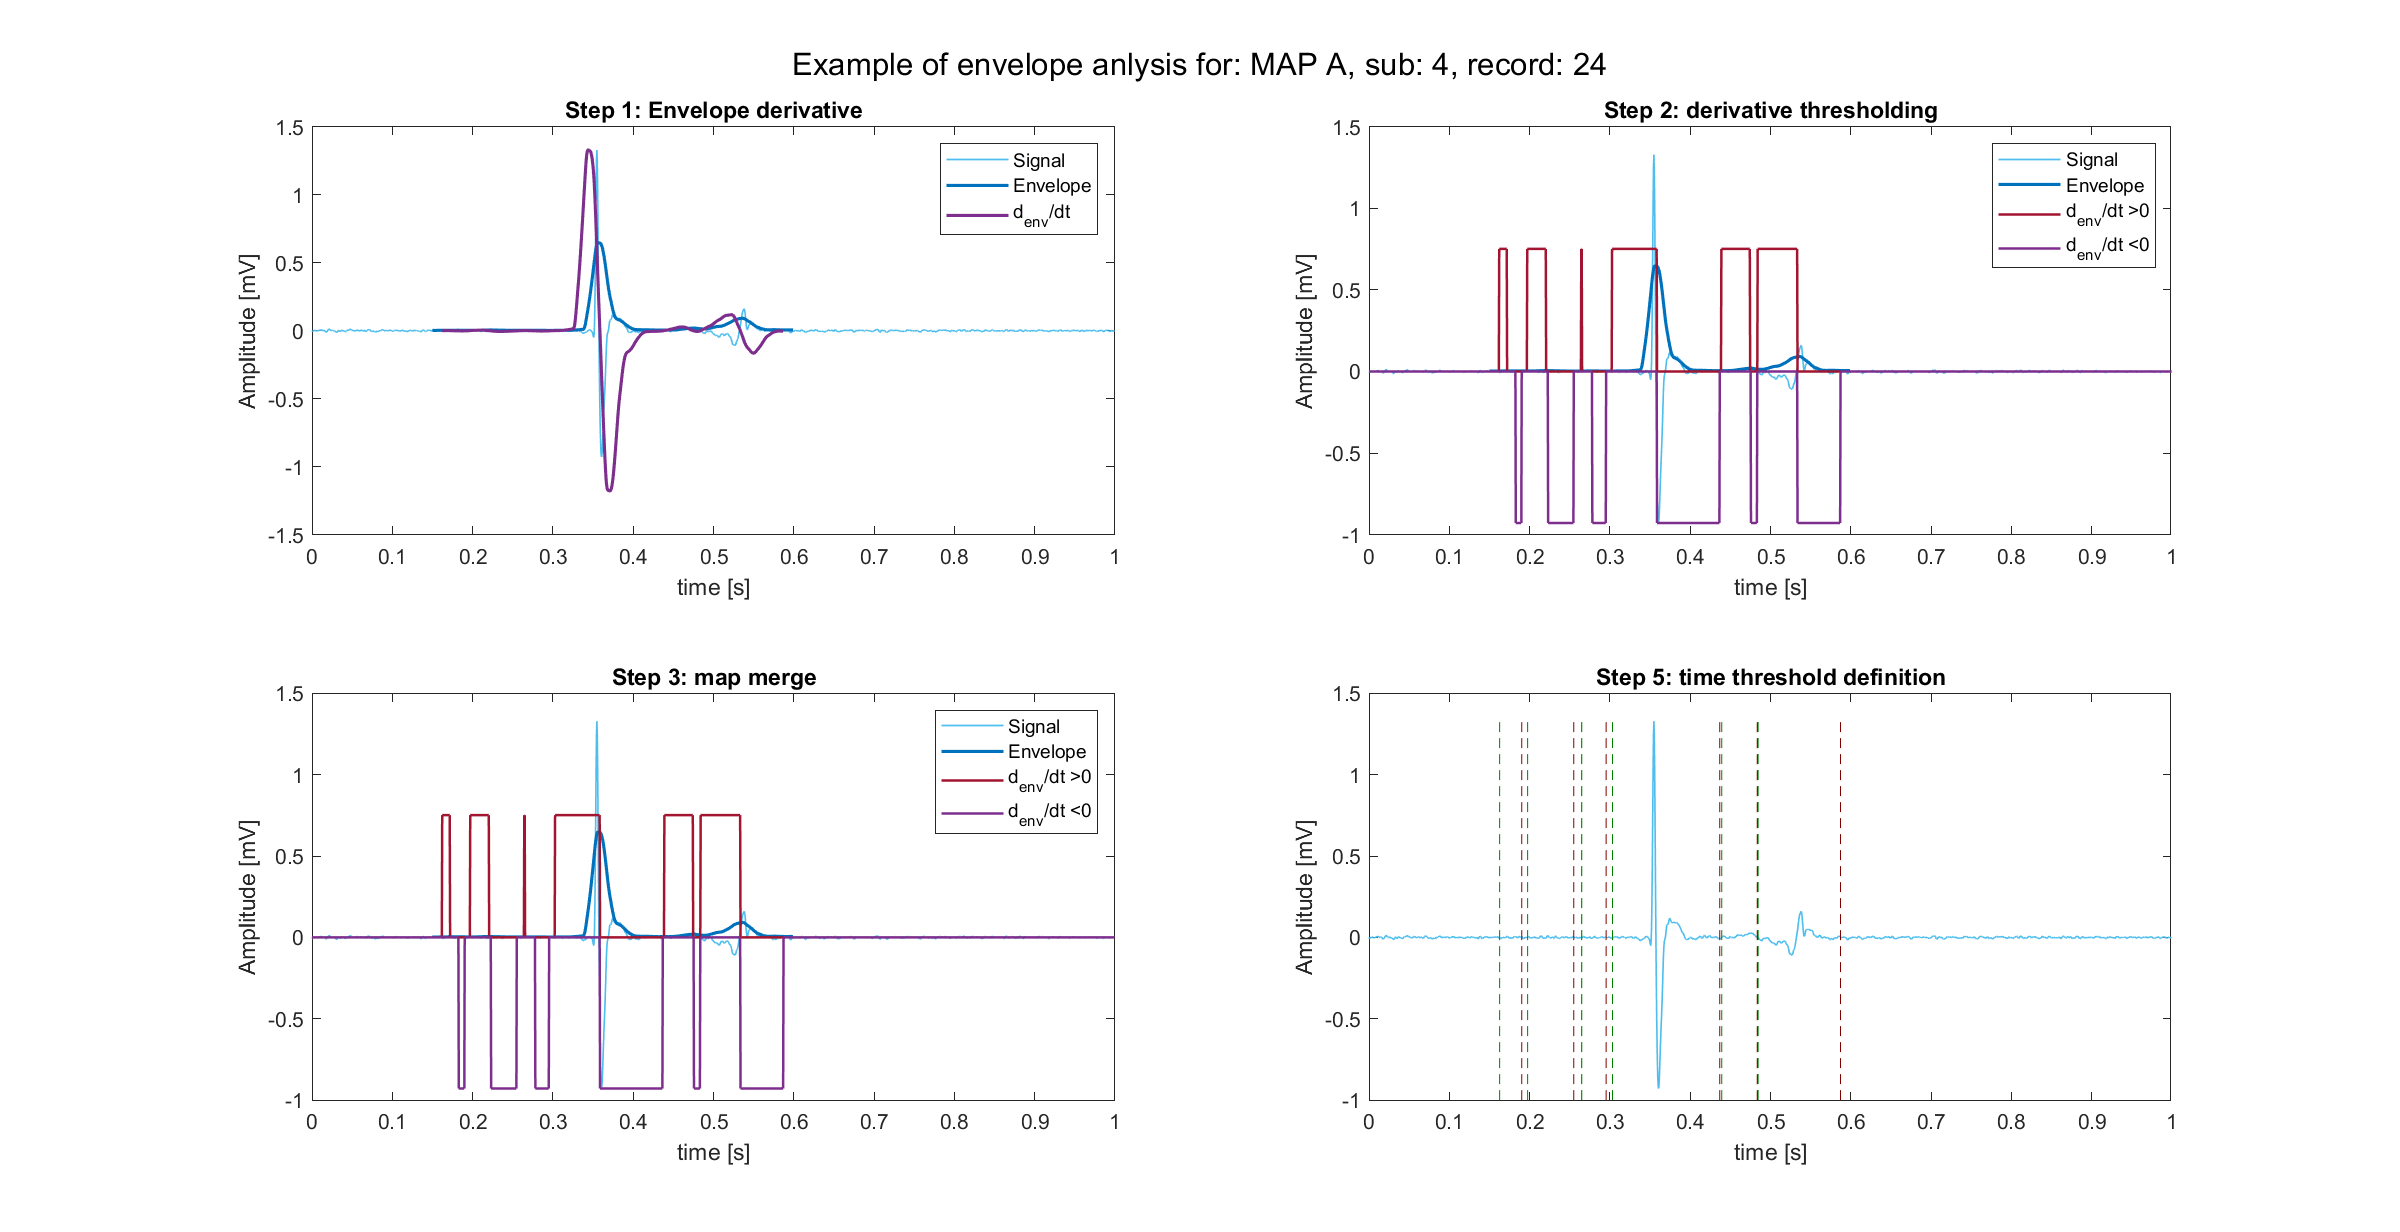 Example of envelope anlysis for: MAP A, sub: 4, record: 24
Step 1: Envelope derivative
1.5
1
0.5
0
-0.5
-1
-1.5
Amplitude [mV]
0 0.1 0.2 0.3 0.4 0.5 0.6 0.7 0.8 0.9 1
time [s]
Signal
Envelope
d_env/dt
Step 2: derivative thresholding
1.5
1
0.5
0
-0.5
-1
Amplitude [mV]
0 0.1 0.2 0.3 0.4 0.5 0.6 0.7 0.8 0.9 1
time [s]
Signal
Envelope
d_env/dt >0
d_env/dt <0
Step 3: map merge
1.5
1
0.5
0
-0.5
-1
Amplitude [mV]
0 0.1 0.2 0.3 0.4 0.5 0.6 0.7 0.8 0.9 1
time [s]
Signal
Envelope
d_env/dt >0
d_env/dt <0
Step 5: time threshold definition
1.5
1
0.5
0
-0.5
-1
Amplitude [mV]
0 0.1 0.2 0.3 0.4 0.5 0.6 0.7 0.8 0.9 1
time [s]